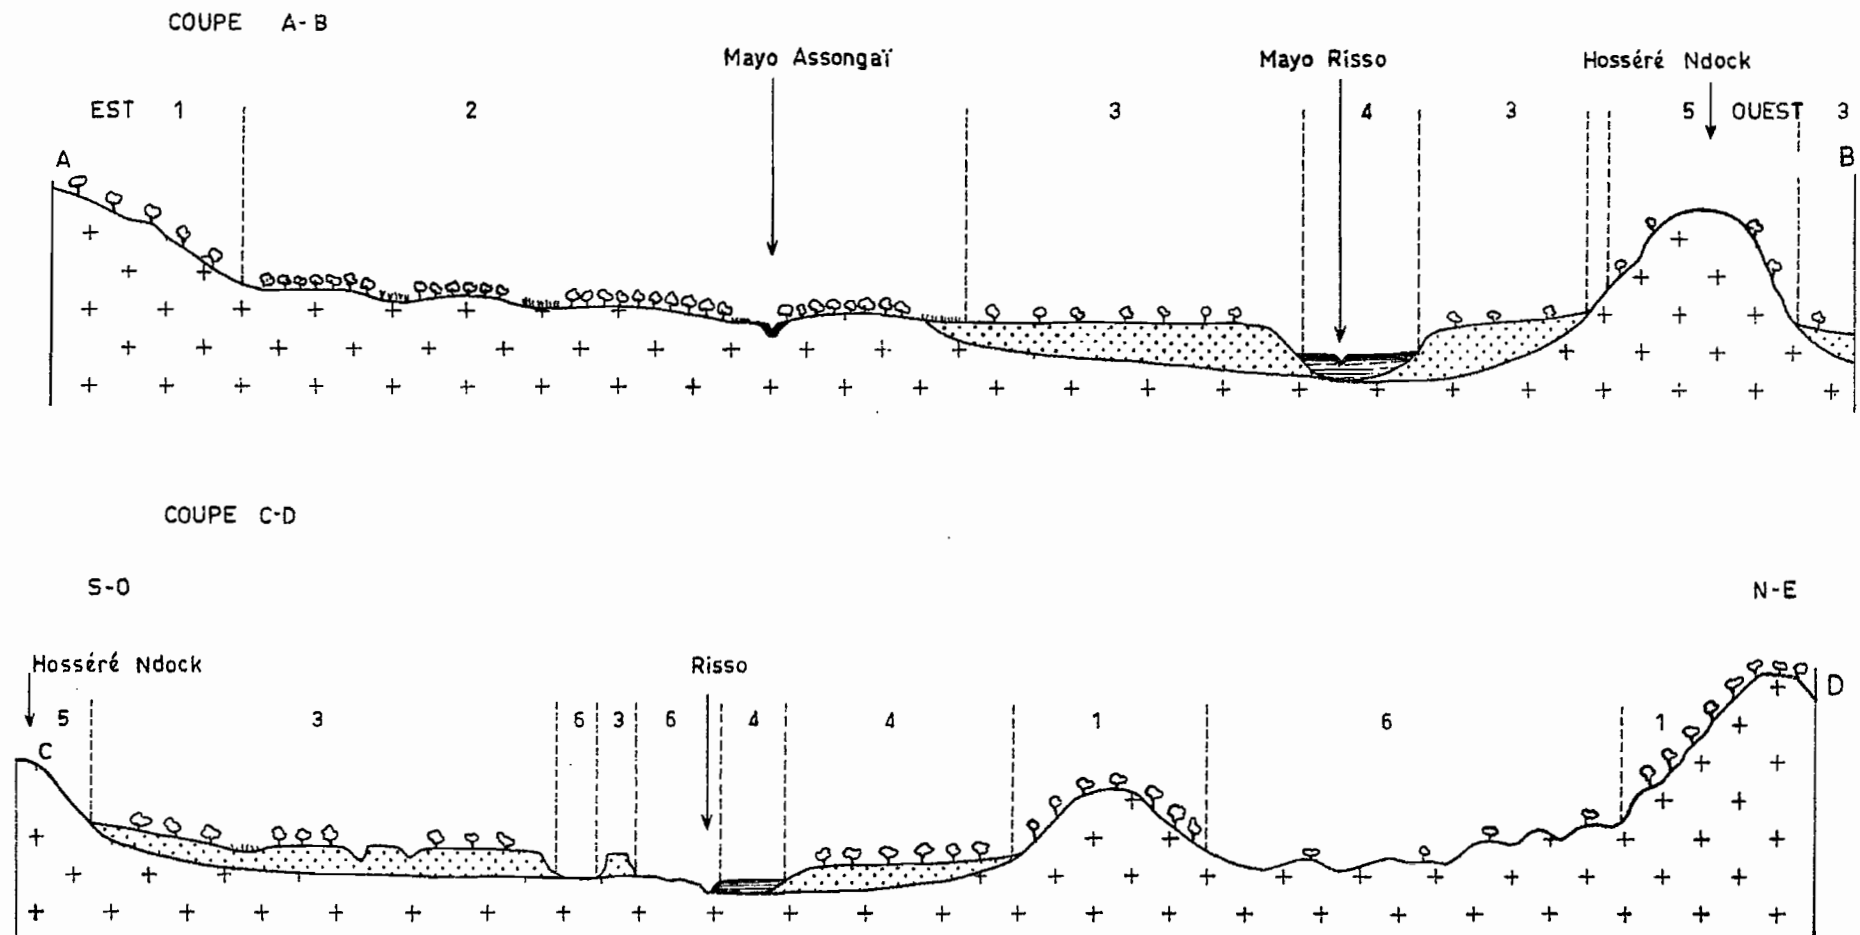 COUPE A-B
Mayo Assongaï Mayo Risso Hosséré Ndock
EST 1 2 3 4 3 5 OUEST 3
A B
COUPE C-D
S-O N-E
Hosséré Ndock Risso
5 3 6 3 6 4 4 1 6 1
C D